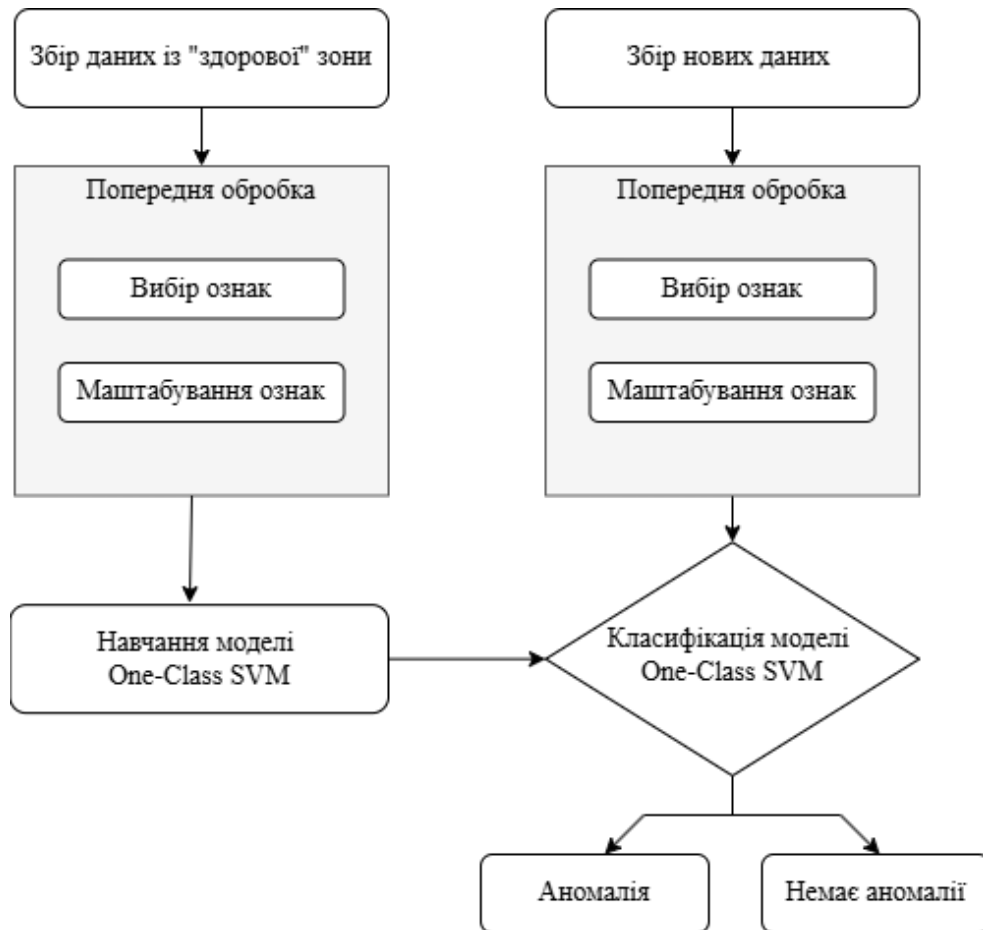 Збір даних із "здорової" зони
Попередня обробка
Вибір ознак
Маштабування ознак
Навчання моделі
One-Class SVM
Збір нових даних
Попередня обробка
Вибір ознак
Маштабування ознак
Класифікація моделі
One-Class SVM
Аномалія
Немає аномалії